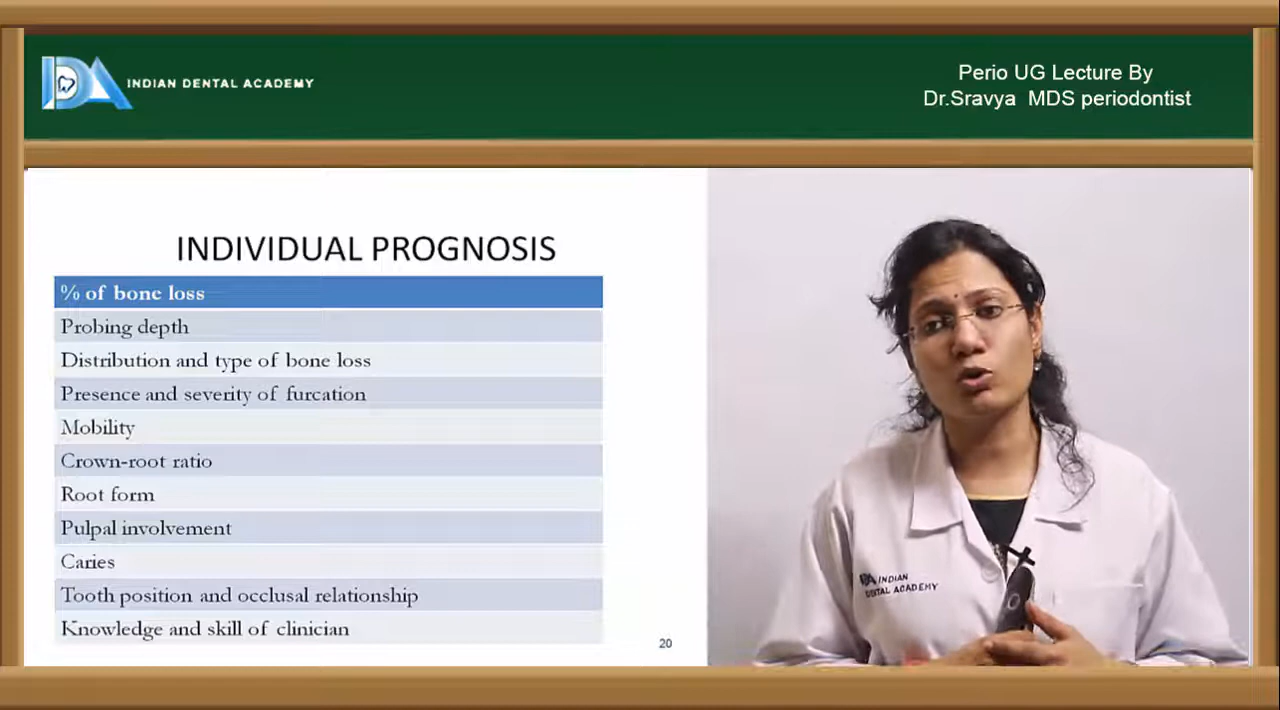 IDA INDIAN DENTAL ACADEMY
Perio UG Lecture By
Dr.Sravya MDS periodontist
INDIVIDUAL PROGNOSIS
% of bone loss
Probing depth
Distribution and type of bone loss
Presence and severity of furcation
Mobility
Crown-root ratio
Root form
Pulpal involvement
Caries
Tooth position and occlusal relationship
Knowledge and skill of clinician
20
IDA INDIAN
DENTAL ACADEMY